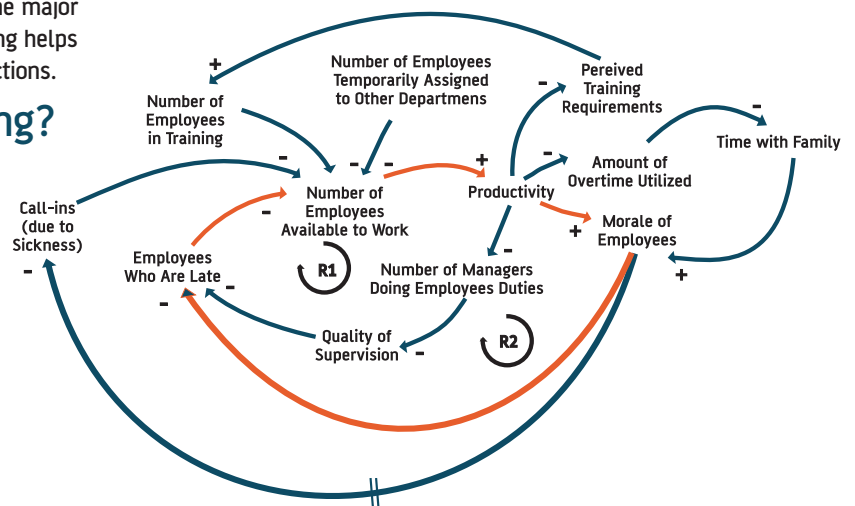 ne major
ng helps
ctions.
ng?
+
Number of
Employees
in Training
Number of Employees
Temporarily Assigned
to Other Departmens
-
Pereived
Training
Requirements
-
Time with Family
-
-
-
+
-
Amount of
Overtime Utilized
Call-ins
(due to
Sickness)
-
-
Number of
Employees
Available to Work
Productivity
+
Morale of
Employees
+
Employees
Who Are Late
-
-
R1
-
Number of Managers
Doing Employees Duties
Quality of
Supervision
-
R2